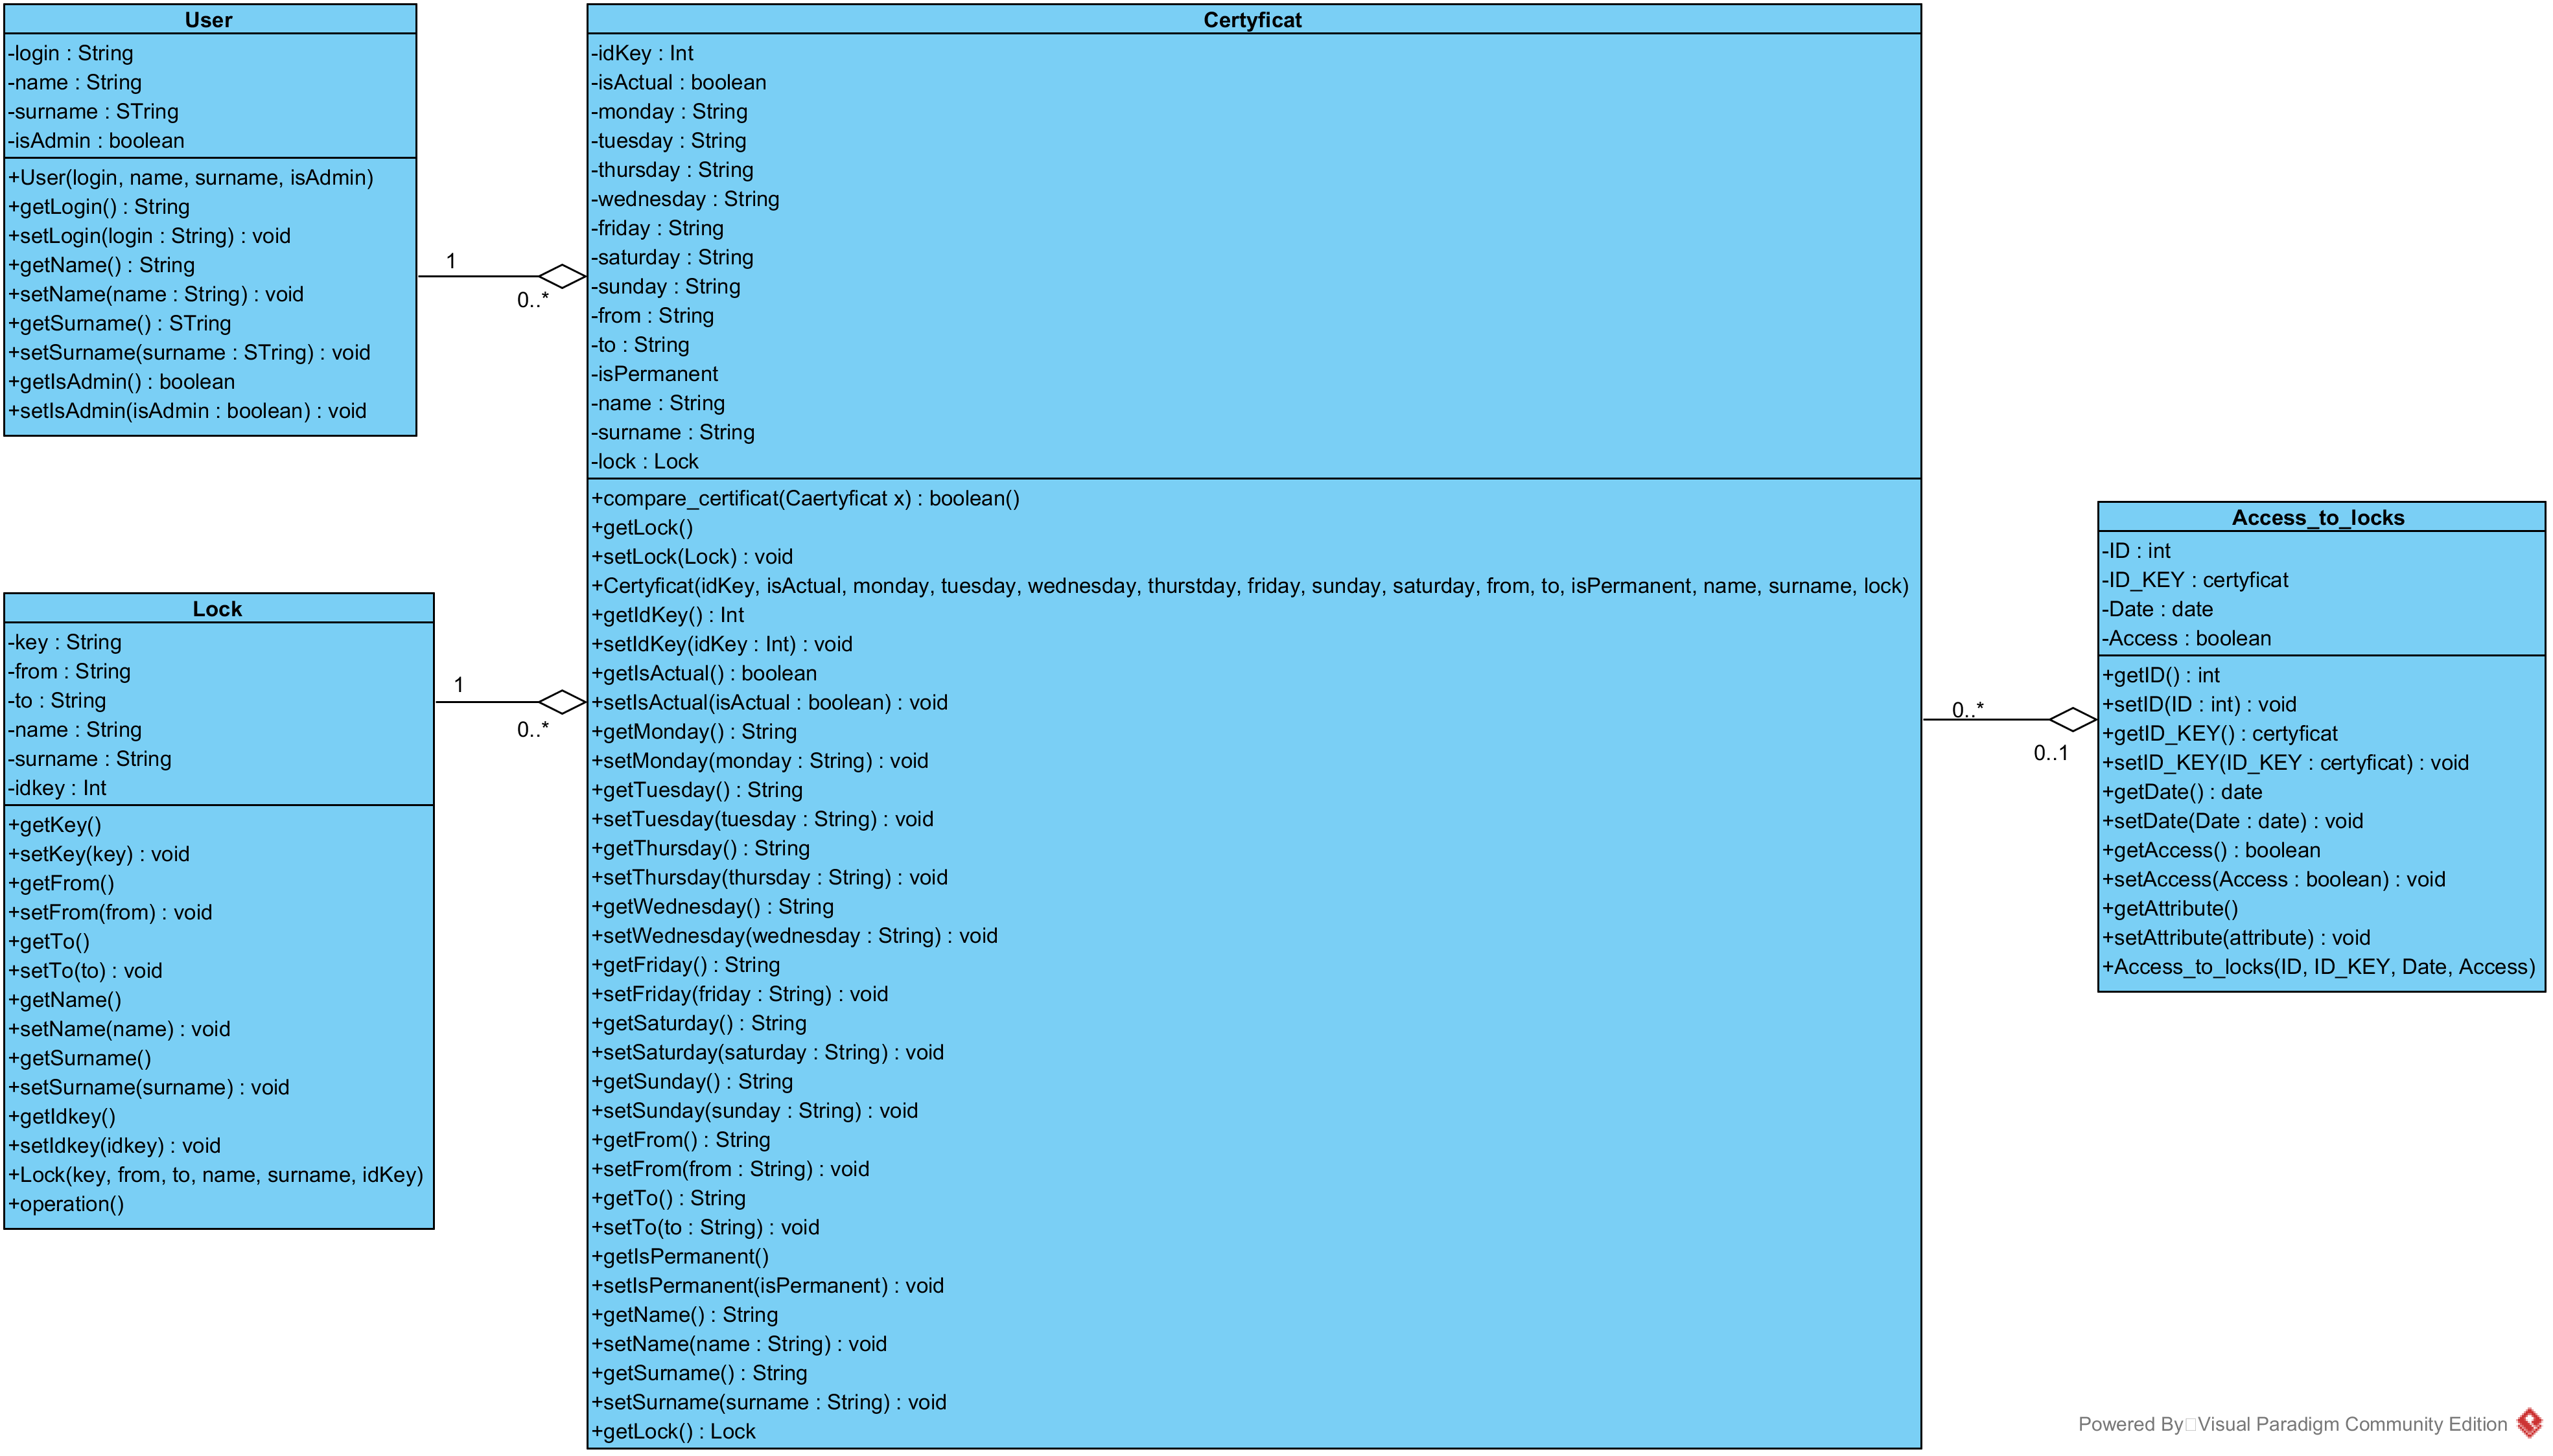 User
-login : String
-name : String
-surname : STring
-isAdmin : boolean
+User(login, name, surname, isAdmin)
+getLogin() : String
+setLogin(login : String) : void
+getName() : String
+setName(name : String) : void
+getSurname() : STring
+setSurname(surname : STring) : void
+getIsAdmin() : boolean
+setIsAdmin(isAdmin : boolean) : void
1
0..*
Lock
-key : String
-from : String
-to : String
-name : String
-surname : String
-idkey : Int
+getKey()
+setKey(key) : void
+getFrom()
+setFrom(from) : void
+getTo()
+setTo(to) : void
+getName()
+setName(name) : void
+getSurname()
+setSurname(surname) : void
+getIdkey()
+setIdkey(idkey) : void
+Lock(key, from, to, name, surname, idKey)
+operation()
1
0..*
Certyficat
-idKey : Int
-isActual : boolean
-monday : String
-tuesday : String
-thursday : String
-wednesday : String
-friday : String
-saturday : String
-sunday : String
-from : String
-to : String
-isPermanent
-name : String
-surname : String
-lock : Lock
+compare_certificat(Caertyficat x) : boolean()
+getLock()
+setLock(Lock) : void
+Certyficat(idKey, isActual, monday, tuesday, wednesday, thurstday, friday, sunday, saturday, from, to, isPermanent, name, surname, lock)
+getIdKey() : Int
+setIdKey(idKey : Int) : void
+getIsActual() : boolean
+setIsActual(isActual : boolean) : void
+getMonday() : String
+setMonday(monday : String) : void
+getTuesday() : String
+setTuesday(tuesday : String) : void
+getThursday() : String
+setThursday(thursday : String) : void
+getWednesday() : String
+setWednesday(wednesday : String) : void
+getFriday() : String
+setFriday(friday : String) : void
+getSaturday() : String
+setSaturday(saturday : String) : void
+getSunday() : String
+setSunday(sunday : String) : void
+getFrom() : String
+setFrom(from : String) : void
+getTo() : String
+setTo(to : String) : void
+getIsPermanent()
+setIsPermanent(isPermanent) : void
+getName() : String
+setName(name : String) : void
+getSurname() : String
+setSurname(surname : String) : void
+getLock() : Lock
0..*
0..1
Access_to_locks
-ID : int
-ID_KEY : certyficat
-Date : date
-Access : boolean
+getID() : int
+setID(ID : int) : void
+getID_KEY() : certyficat
+setID_KEY(ID_KEY : certyficat) : void
+getDate() : date
+setDate(Date : date) : void
+getAccess() : boolean
+setAccess(Access : boolean) : void
+getAttribute()
+setAttribute(attribute) : void
+Access_to_locks(ID, ID_KEY, Date, Access)
Powered By Visual Paradigm Community Edition